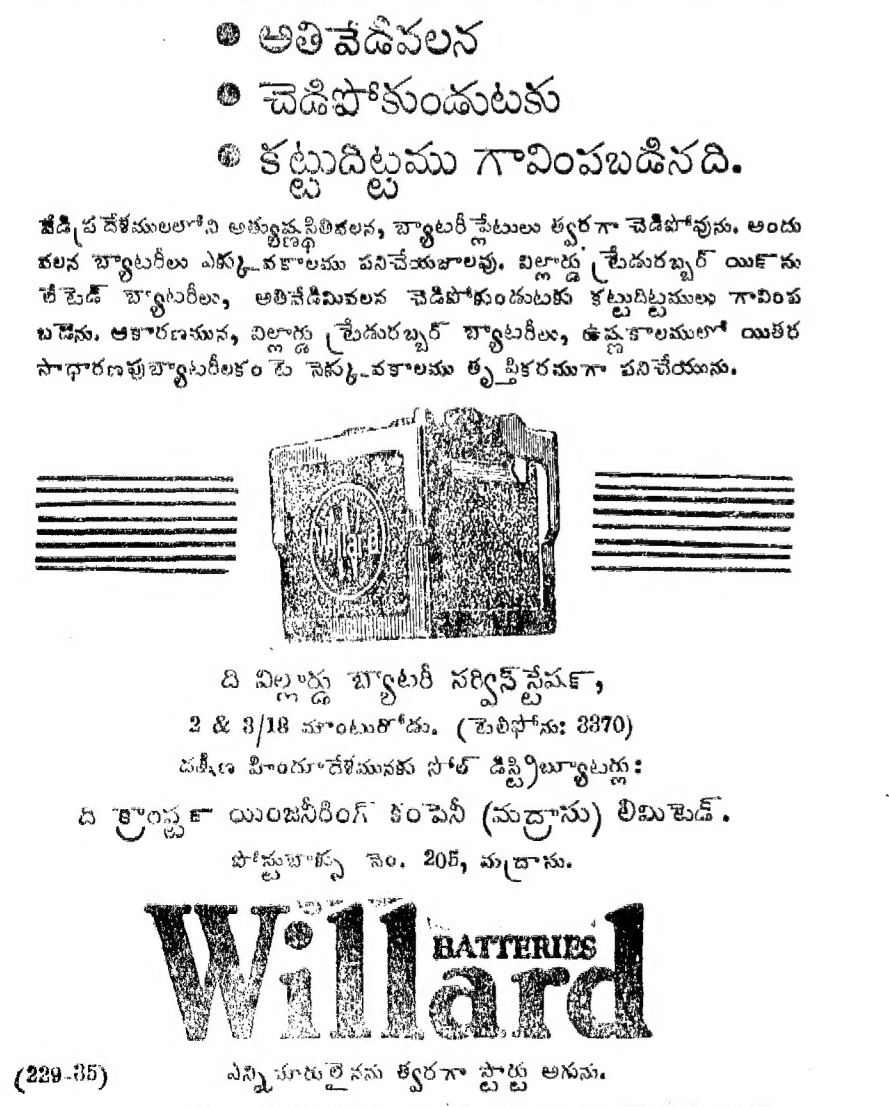 • అతి వేడివలన
• చెడిపోకుండుటకు
• కట్టుదిట్టము గావింపబడినది.
వేడిప్రదేశములలోని అత్యుష్ణస్థితివలన, బ్యాటరీప్లేటులు త్వరగా చెడిపోవును. అందు
వలన బ్యాటరీలు ఎక్కువకాలము పనిచేయజాలవు. విల్లార్డు థ్రేడురబ్బర్ యిన్‌సు
లేటెడ్ బ్యాటరీలు, అతివేడిమివలన చెడిపోకుండుటకు కట్టుదిట్టములు గావింప
బడెను. ఆకారణమున, విల్లార్డు థ్రేడురబ్బర్ బ్యాటరీలు, ఉష్ణకాలములో యితర
సాధారణపుబ్యాటరీలకం టె నెక్కువకాలము తృప్తికరముగా పనిచేయును.
Willard
ది విల్లార్డు బ్యాటరీ సర్విస్ స్టేషన్,
2 & 3/18 మౌంటురోడు. (టెలిఫోను: 3370)
దక్షిణ హిందూదేశమునకు సోల్ డిస్ట్రిబ్యూటర్లు:
ది క్రాంప్టన్ యింజనీరింగ్ కంపెనీ (మద్రాసు) లిమిటెడ్.
పోస్టుబాక్సు నెం. 205, మద్రాసు.
Willard
BATTERIES
(229-35) ఎన్నిమారులైనను త్వరగా స్టార్టు అగును.